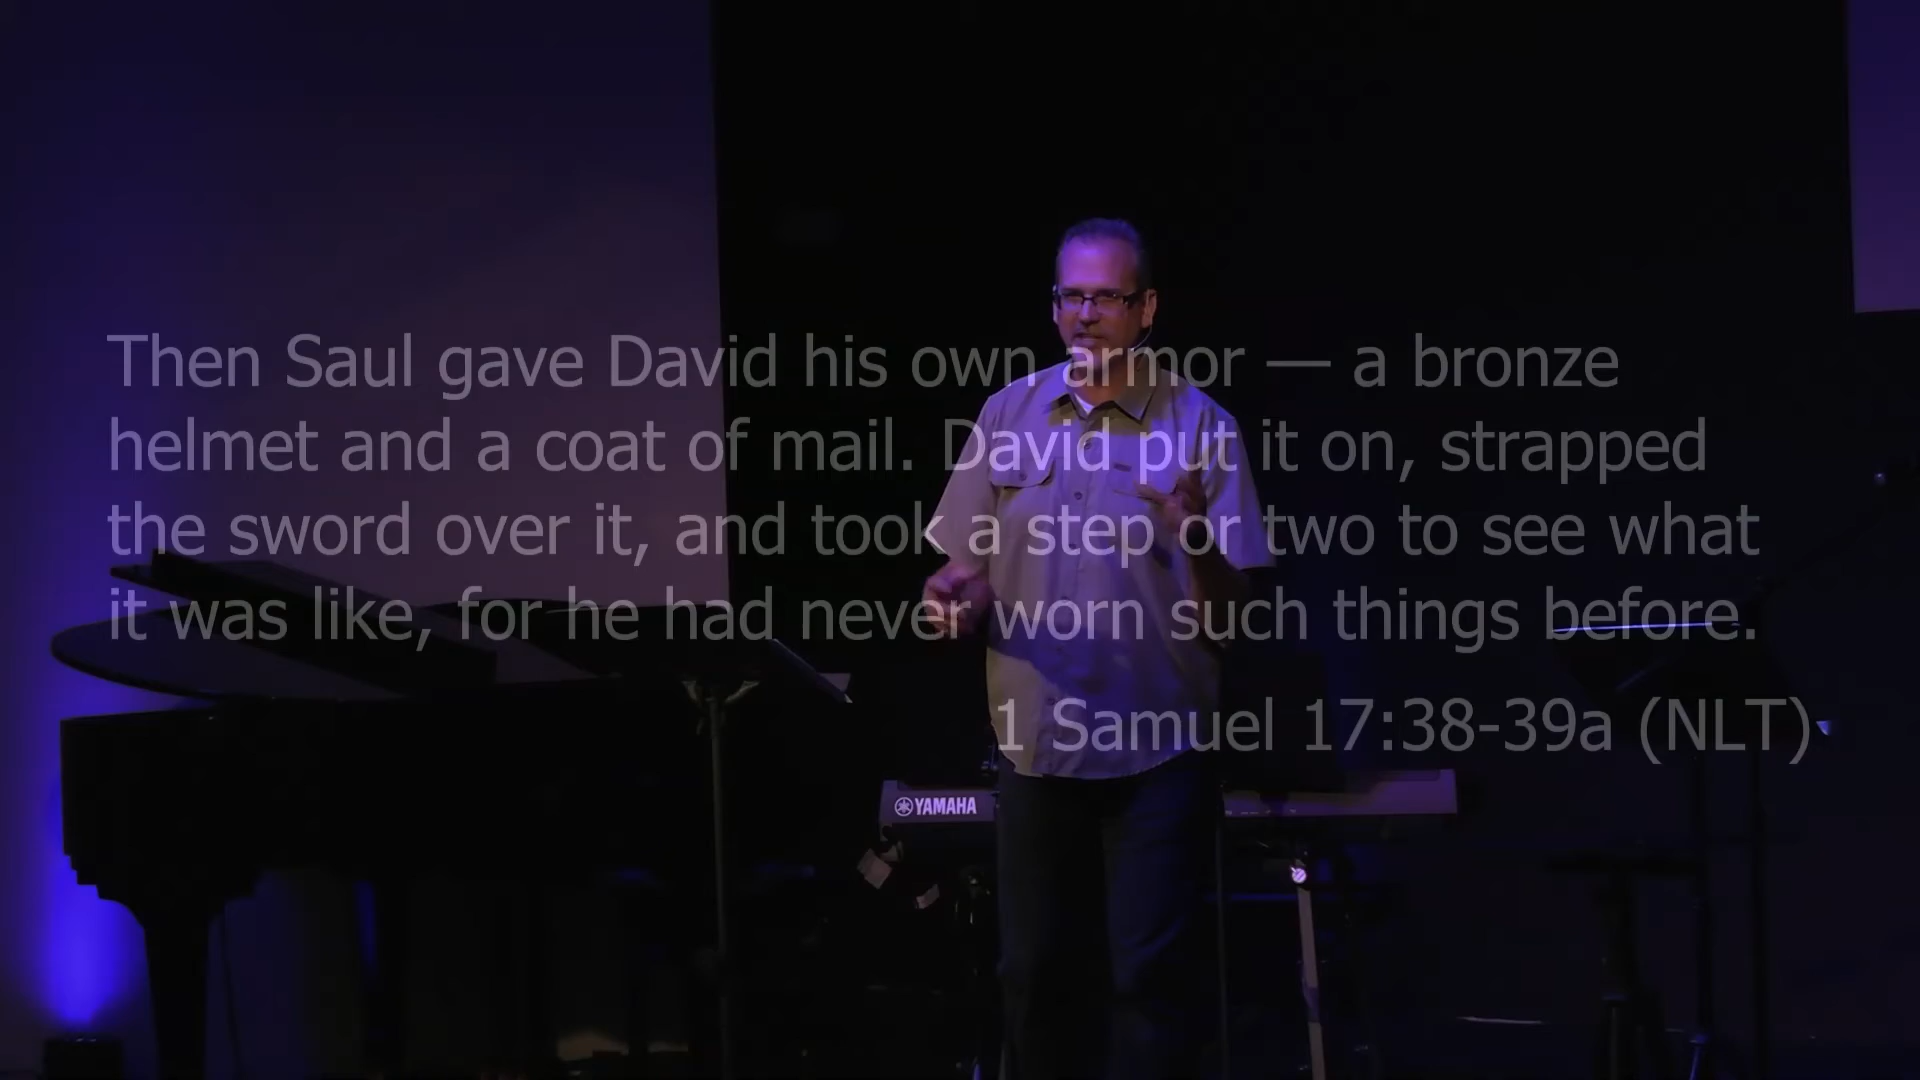 Then Saul gave David his own armor — a bronze
helmet and a coat of mail. David put it on, strapped
the sword over it, and took a step or two to see what
it was like, for he had never worn such things before.
1 Samuel 17:38-39a (NLT)
YAMAHA